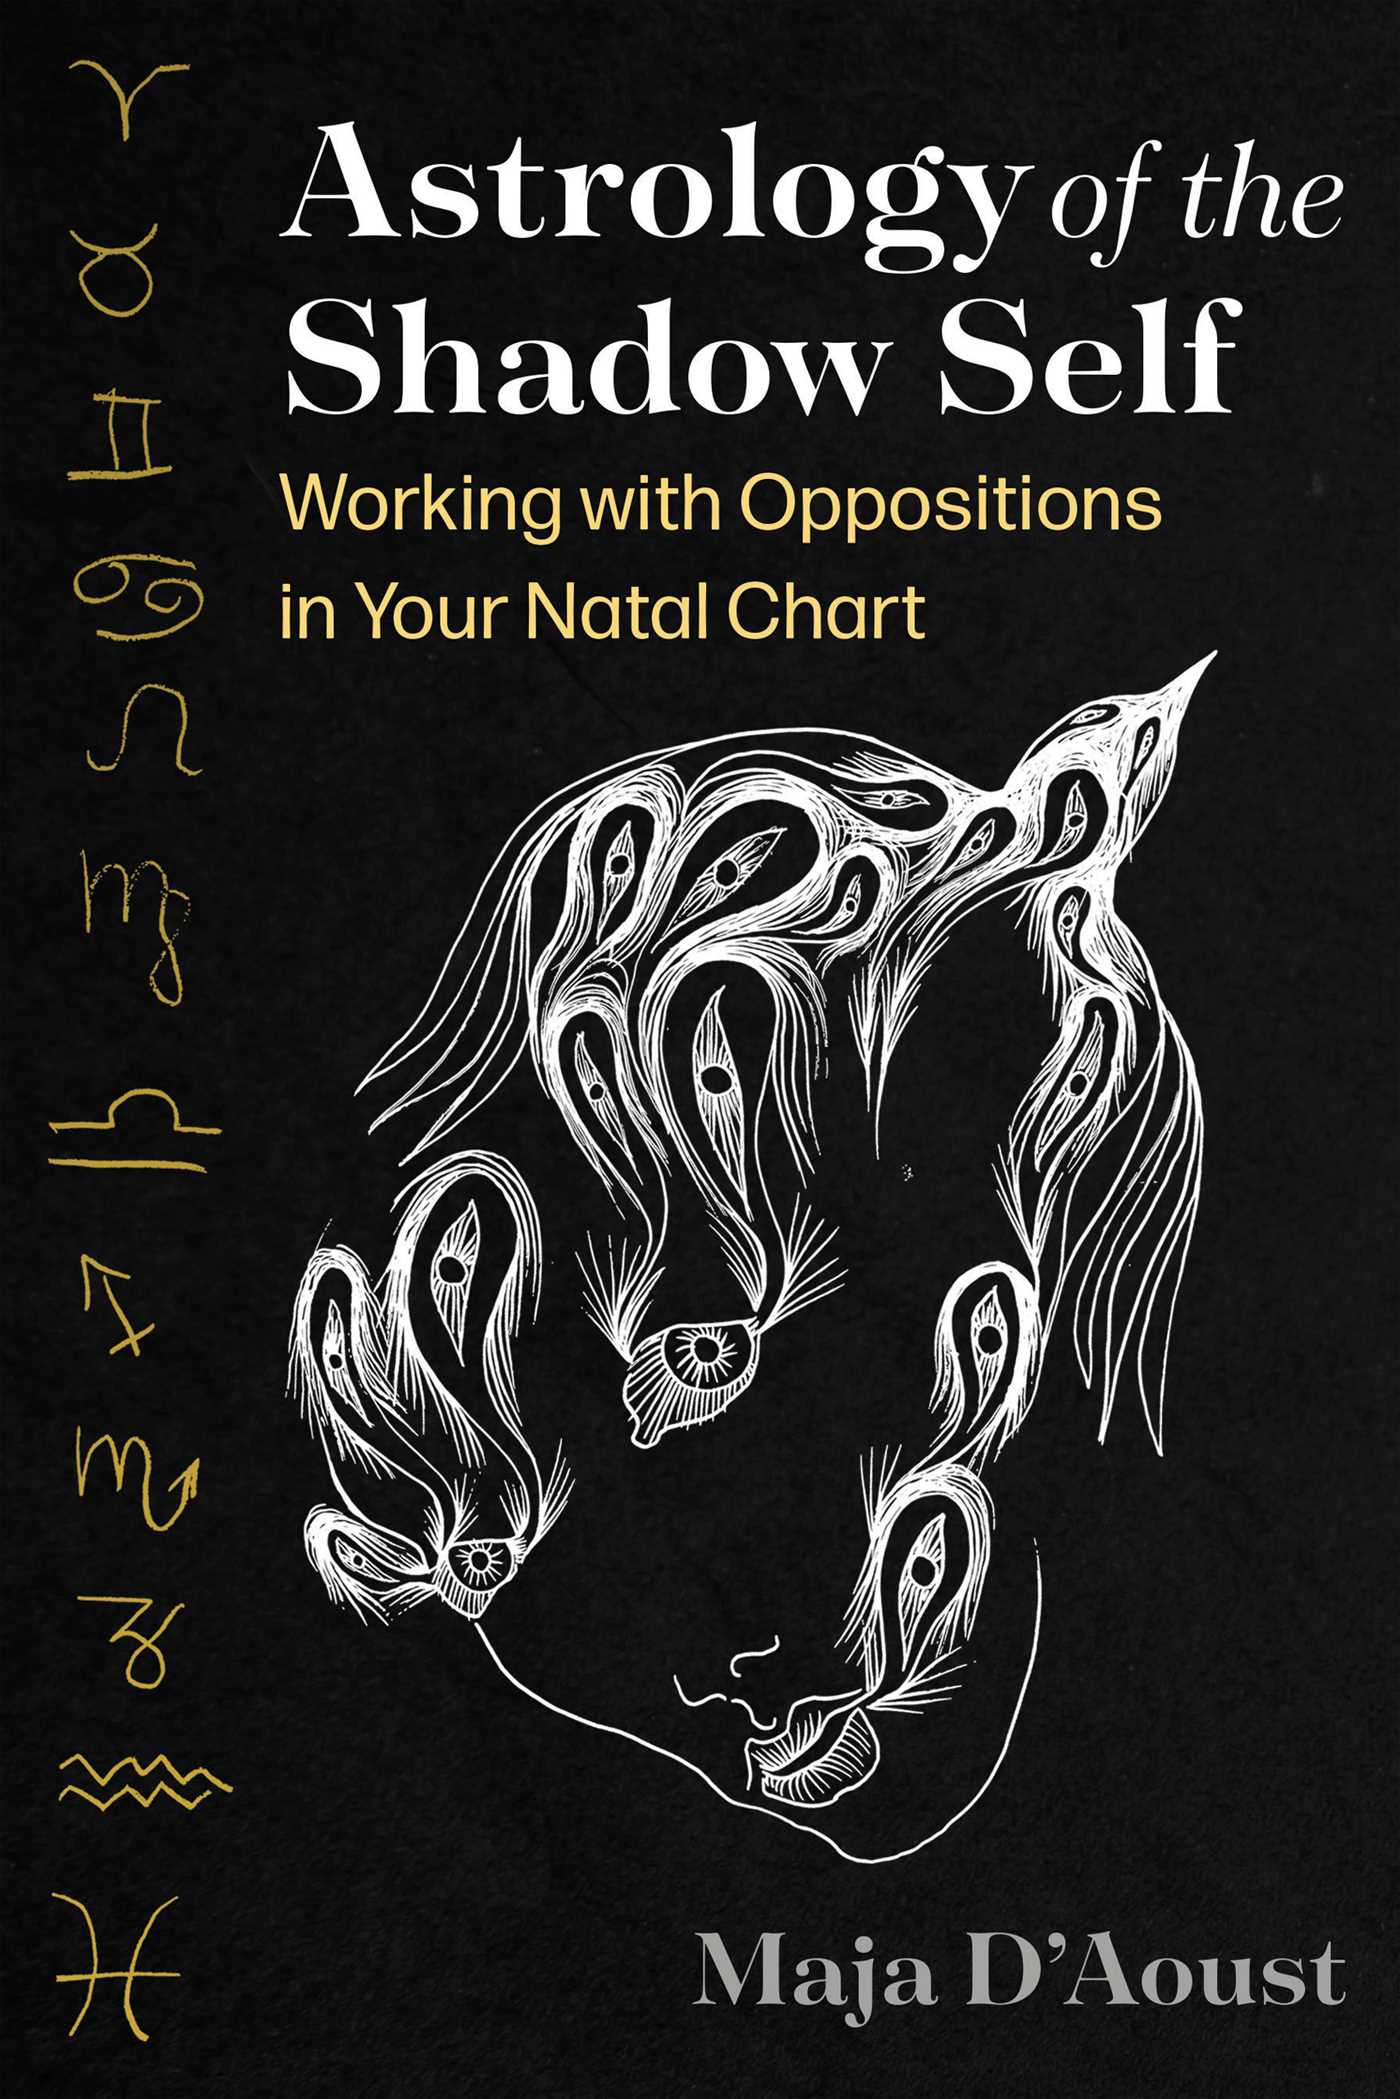 Astrology of the
Shadow Self
Working with Oppositions
in Your Natal Chart
♈
♉
♊
♋
♌
♍
♎
♐
♏
♑
♒
♓
Maja D'Aoust